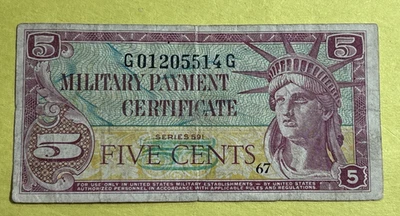 5 5
G01205514G
MILITARY PAYMENT
CERTIFICATE
SERIES 591
5 FIVE CENTS 67
FOR USE ONLY IN UNITED STATES MILITARY ESTABLISHMENTS - BY UNITED STATES
AUTHORIZED PERSONNEL IN ACCORDANCE WITH APPLICABLE RULES AND REGULATIONS
5